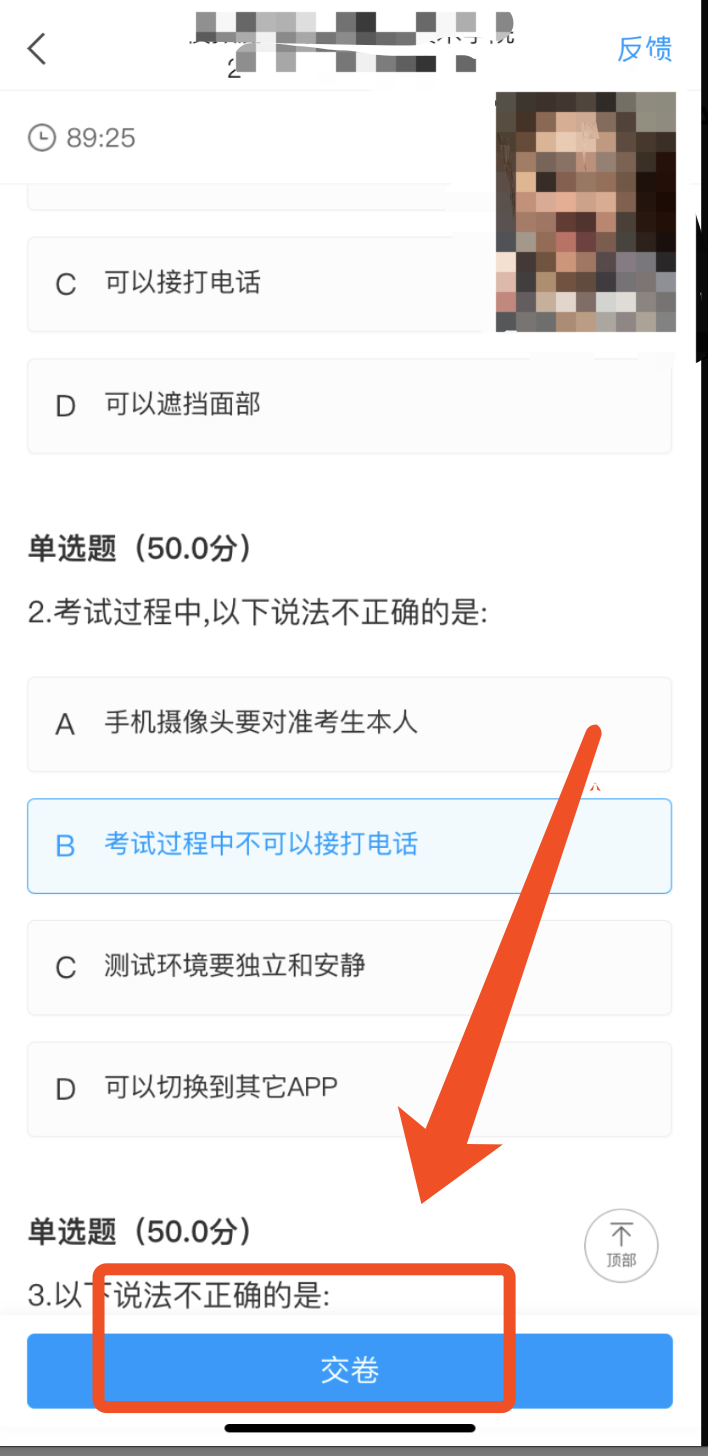 反馈
2
89:25
C 可以接打电话
D 可以遮挡面部
单选题（50.0分）
2.考试过程中,以下说法不正确的是:
A 手机摄像头要对准考生本人
B 考试过程中不可以接打电话
C 测试环境要独立和安静
D 可以切换到其它APP
单选题（50.0分）
顶部
3.以下说法不正确的是:
交卷